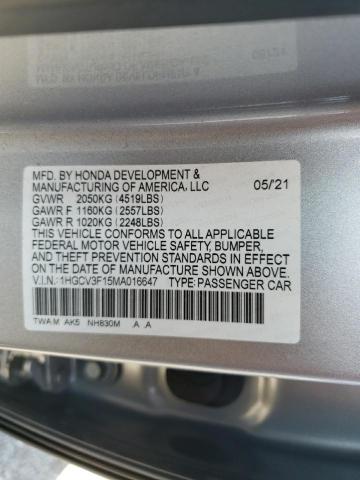 MFD. BY HONDA DEVELOPMENT &
MANUFACTURING OF AMERICA, LLC 05/21
GVWR 2050KG (4519LBS)
GAWR F 1160KG (2557LBS)
GAWR R 1020KG (2248LBS)
THIS VEHICLE CONFORMS TO ALL APPLICABLE
FEDERAL MOTOR VEHICLE SAFETY, BUMPER,
AND THEFT PREVENTION STANDARDS IN EFFECT
ON THE DATE OF MANUFACTURE SHOWN ABOVE.
V.I.N.: 1HGCV3F15MA016647 TYPE: PASSENGER CAR
TWA M AK5 NH830M .A .A